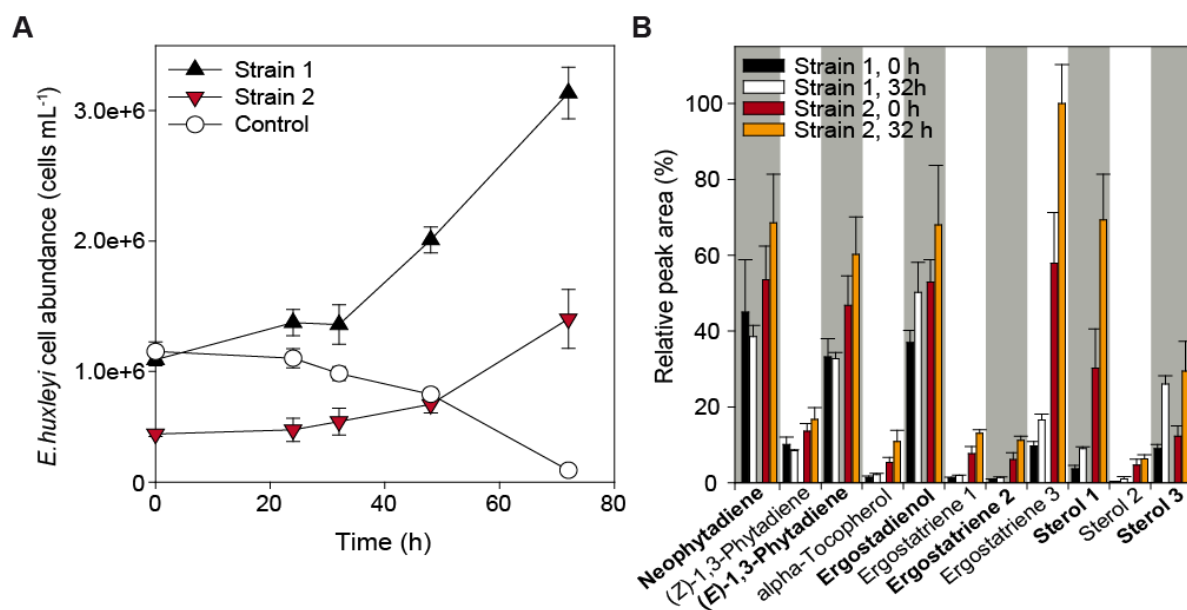 A
E.huxleyi cell abundance (cells mL⁻¹)
3.0e+6
2.0e+6
1.0e+6
0
Strain 1
Strain 2
Control
0
20
40
60
80
Time (h)
B
Relative peak area (%)
100
80
60
40
20
0
Strain 1, 0 h
Strain 1, 32h
Strain 2, 0 h
Strain 2, 32 h
Neophytadiene
(Z)-1,3-Phytadiene
(E)-1,3-Phytadiene
alpha-Tocopherol
Ergostadienol
Ergostatriene 1
Ergostatriene 2
Ergostatriene 3
Sterol 1
Sterol 2
Sterol 3